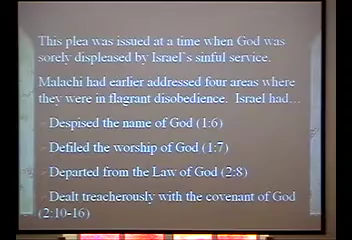 This plea was issued at a time when God was
sorely displeased by Israel's sinful service.
Malachi had earlier addressed four areas where
they were in flagrant disobedience. Israel had…
Despised the name of God (1:6)
Defiled the worship of God (1:7)
Departed from the Law of God (2:8)
Dealt treacherously with the covenant of God
(2:10-16)